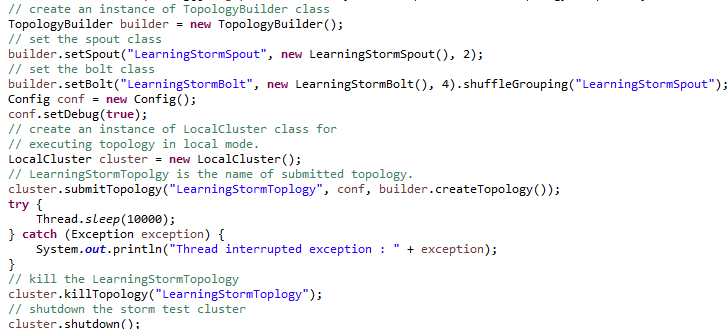 // create an instance of TopologyBuilder class
TopologyBuilder builder = new TopologyBuilder();
// set the spout class
builder.setSpout("LearningStormSpout", new LearningStormSpout(), 2);
// set the bolt class
builder.setBolt("LearningStormBolt", new LearningStormBolt(), 4).shuffleGrouping("LearningStormSpout");
Config conf = new Config();
conf.setDebug(true);
// create an instance of LocalCluster class for
// executing topology in local mode.
LocalCluster cluster = new LocalCluster();
// LearningStormTopolgy is the name of submitted topology.
cluster.submitTopology("LearningStormToplogy", conf, builder.createTopology());
try {
    Thread.sleep(10000);
} catch (Exception exception) {
    System.out.println("Thread interrupted exception : " + exception);
}
// kill the LearningStormTopology
cluster.killTopology("LearningStormToplogy");
// shutdown the storm test cluster
cluster.shutdown();